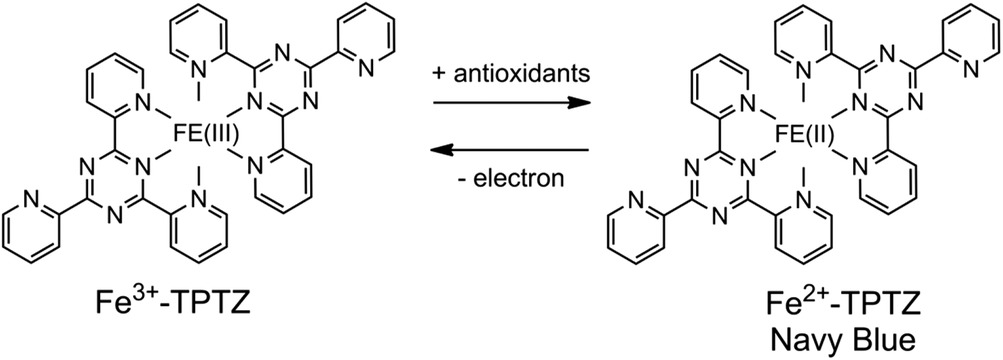 N N
N N N N
+ antioxidants
N N N N N N
FE(III) FE(II)
N N N N N N
- electron
N N N N
N N
Fe3+-TPTZ
Fe2+-TPTZ
Navy Blue